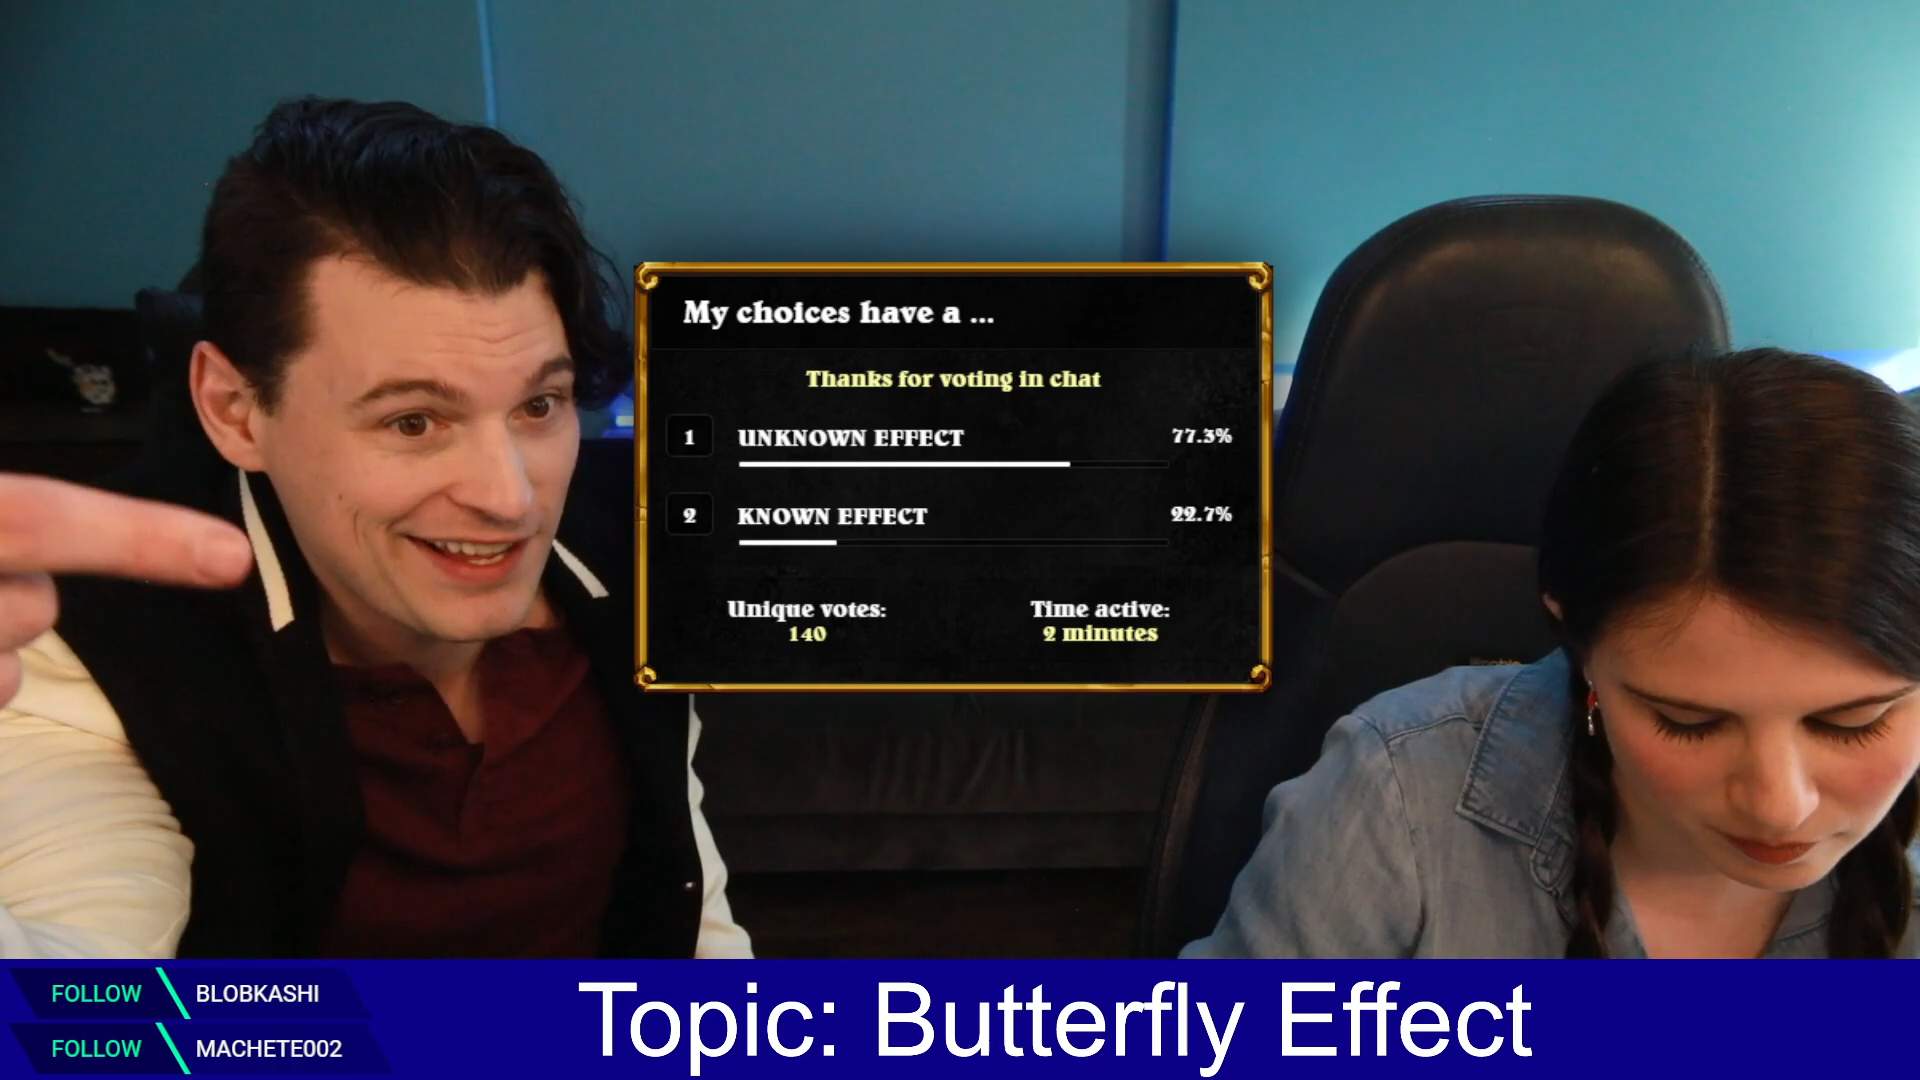 My choices have a ...
Thanks for voting in chat
1 UNKNOWN EFFECT 77.3%
2 KNOWN EFFECT 22.7%
Unique votes: Time active:
140 2 minutes
FOLLOW BLOBKASHI
FOLLOW MACHETE002
Topic: Butterfly Effect